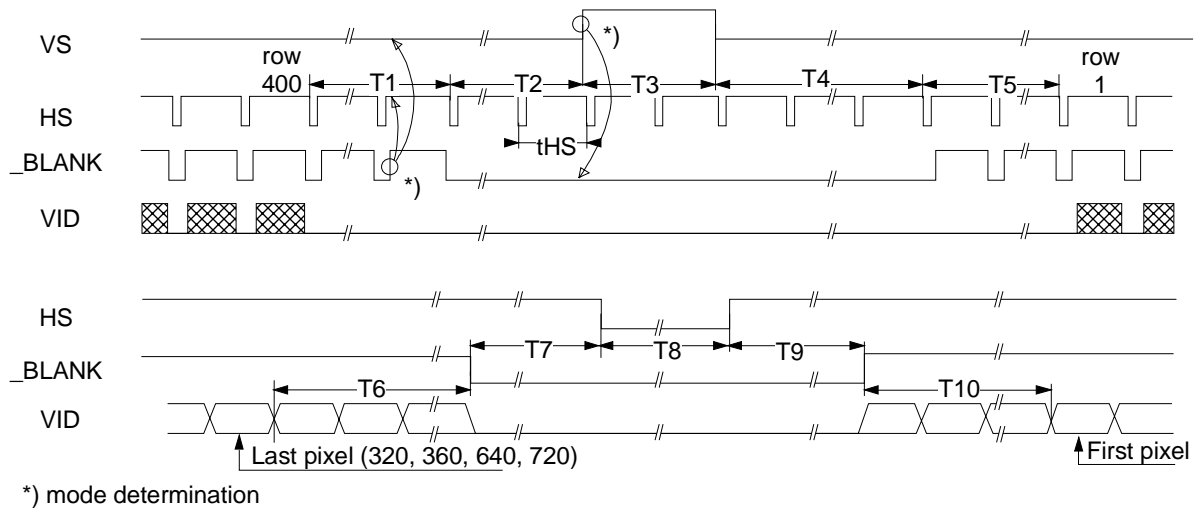 VS
*)
row
400
T1
T2
T3
T4
T5
row
1
HS
tHS
_BLANK
*)
VID
HS
T7
T8
T9
_BLANK
T6
T10
VID
Last pixel (320, 360, 640, 720)
First pixel
*) mode determination